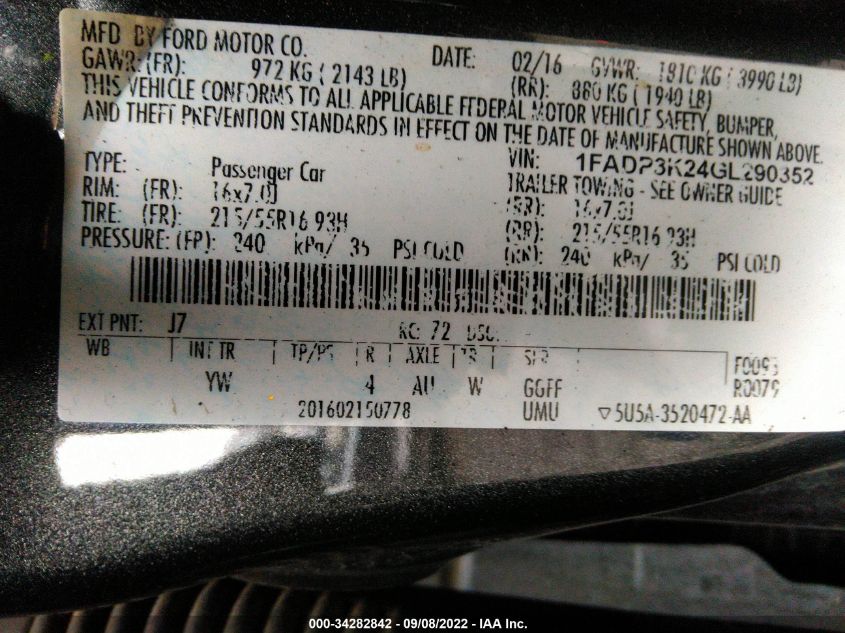 MFD BY FORD MOTOR CO. DATE: 02/16 GVWR: 1810 KG ( 3990 LB)
GAWR: (FR): 972 KG ( 2143 LB) (RR): 880 KG ( 1940 LB)
THIS VEHICLE CONFORMS TO ALL APPLICABLE FEDERAL MOTOR VEHICLE SAFETY, BUMPER,
AND THEFT PREVENTION STANDARDS IN EFFECT ON THE DATE OF MANUFACTURE SHOWN ABOVE.
VIN: 1FADP3K24GL290352
TYPE: Passenger Car TRAILER TOWING - SEE OWNER GUIDE
RIM: (FR): 16x7.0J (RR): 16x7.0J
TIRE: (FR): 215/55R16 93H (RR): 215/55R16 93H
PRESSURE: (FR): 240 kPa/ 35 PSI COLD (RR): 240 kPa/ 35 PSI COLD
EXT PNT: J7 RC: 72 DSO:
WB INT TR TP/PS R AXLE TR SPR F0093
YW 4 AU W GGFF R0079
201602150778 UMU ▽5U5A-3520472-AA
000-34282842 - 09/08/2022 - IAA Inc.